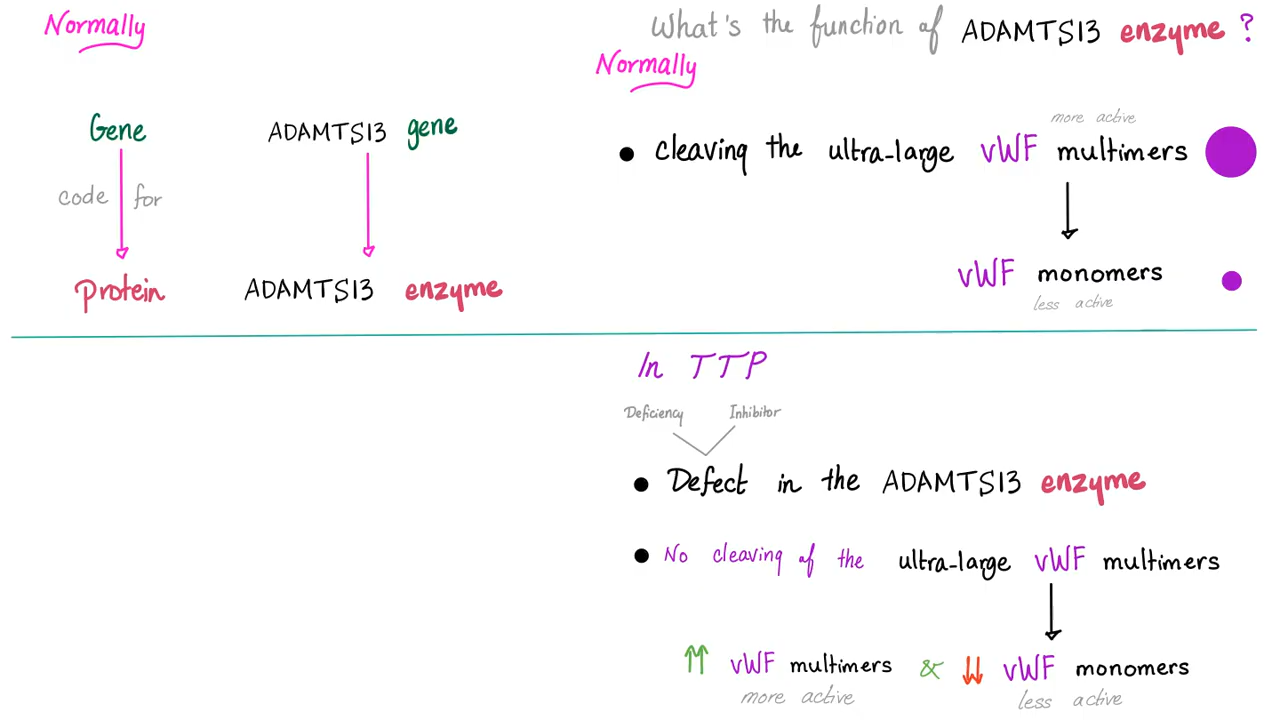 Normally
Gene
code for
protein
ADAMTS13 gene
ADAMTS13 enzyme
What's the function of ADAMTS13 enzyme ?
Normally
more active
• Cleaving the ultra-large vWF multimers
vWF monomers
less active
In TTP
Deficiency Inhibitor
• Defect in the ADAMTS13 enzyme
• No cleaving of the ultra-large vWF multimers
⇈ vWF multimers & ⇊ vWF monomers
more active less active